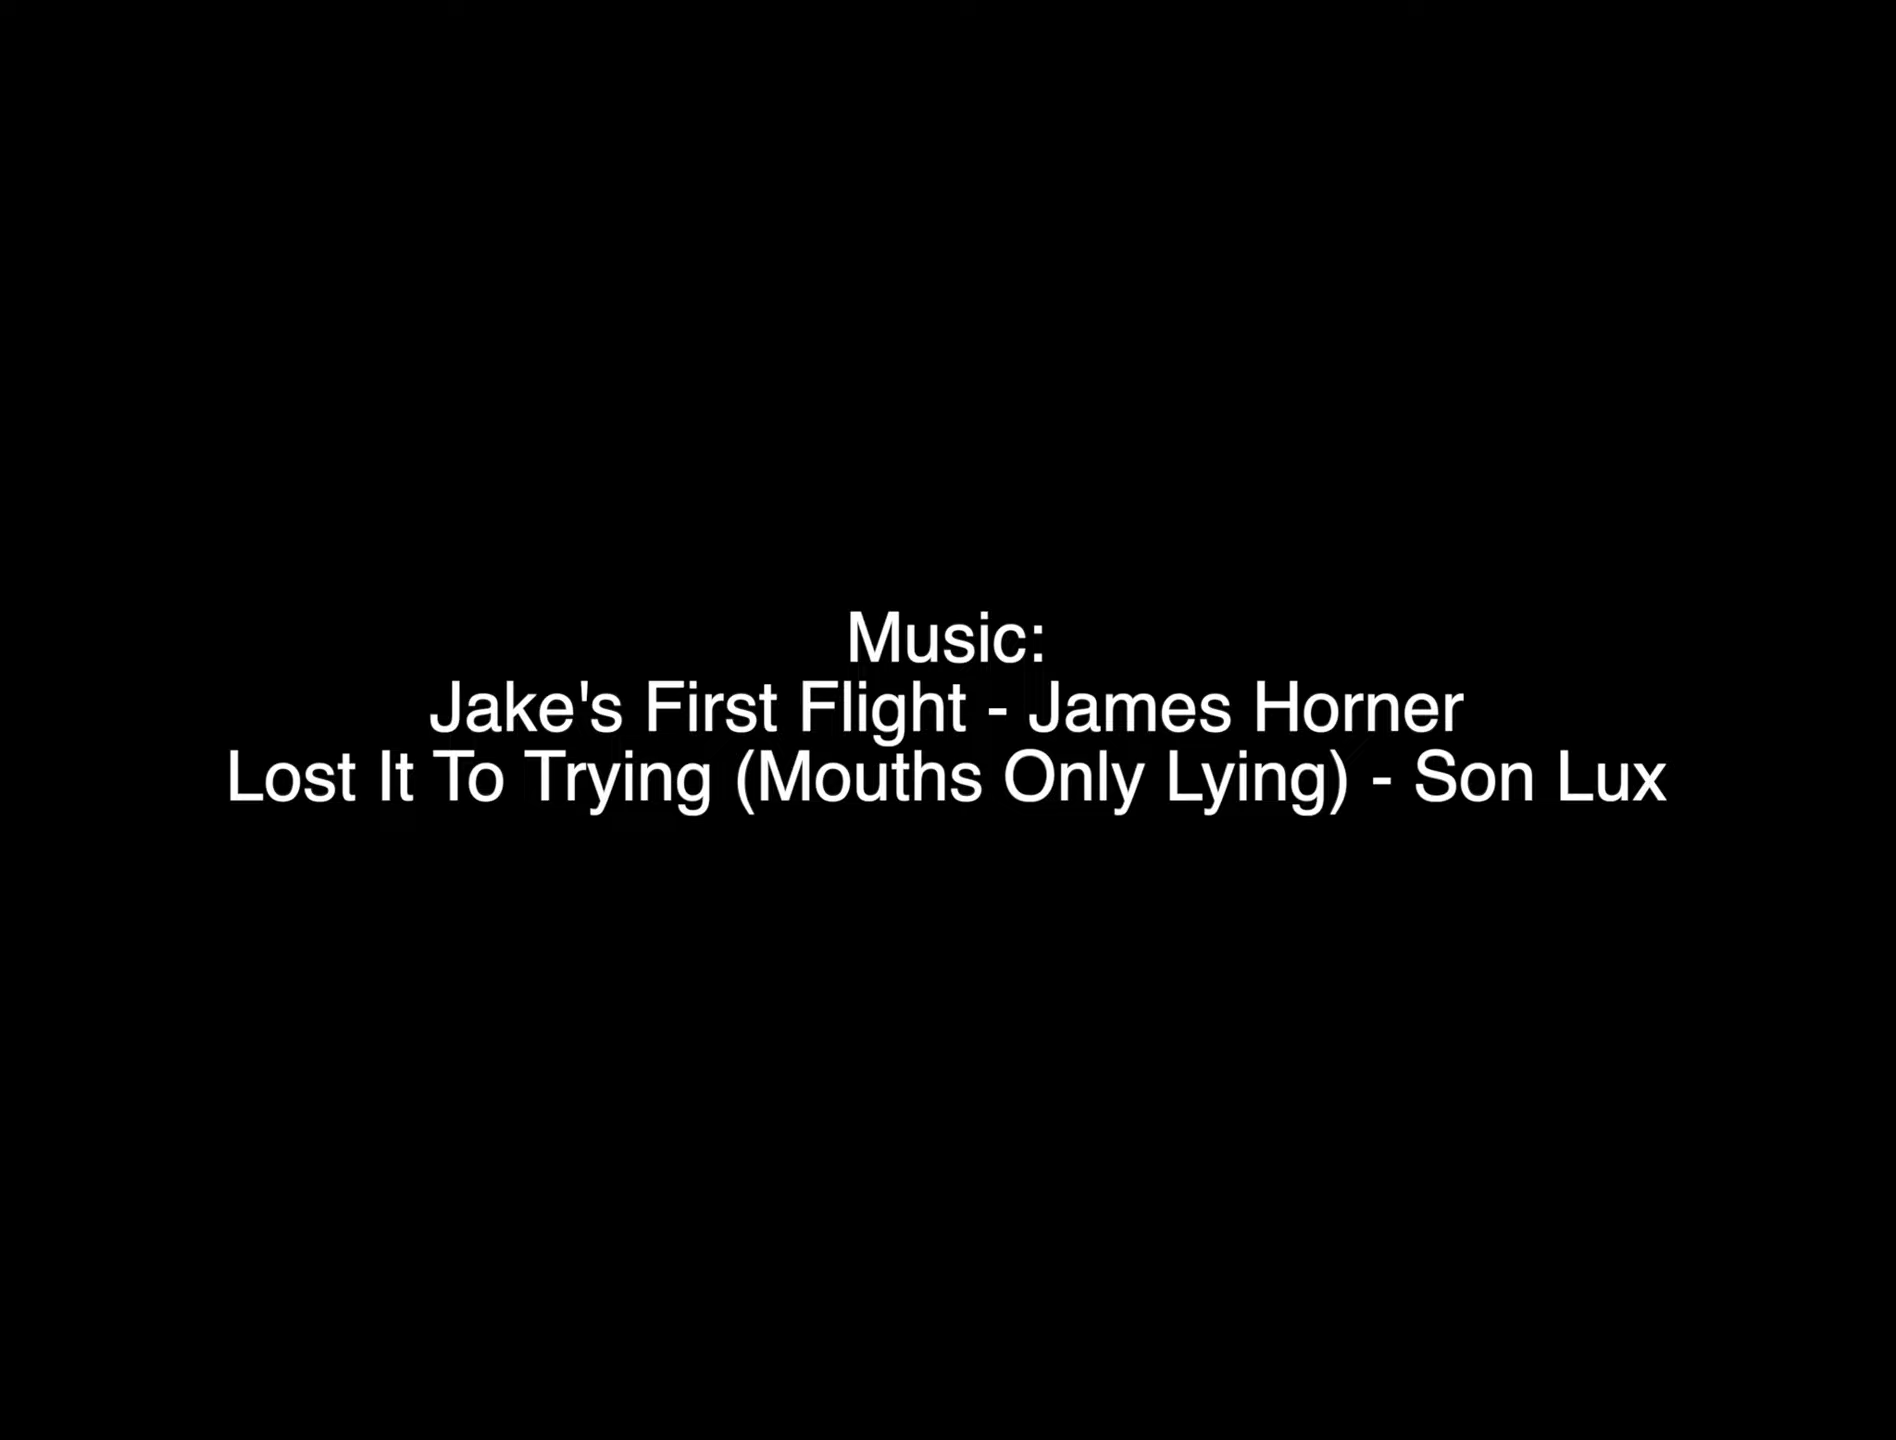 Music:
Jake's First Flight - James Horner
Lost It To Trying (Mouths Only Lying) - Son Lux